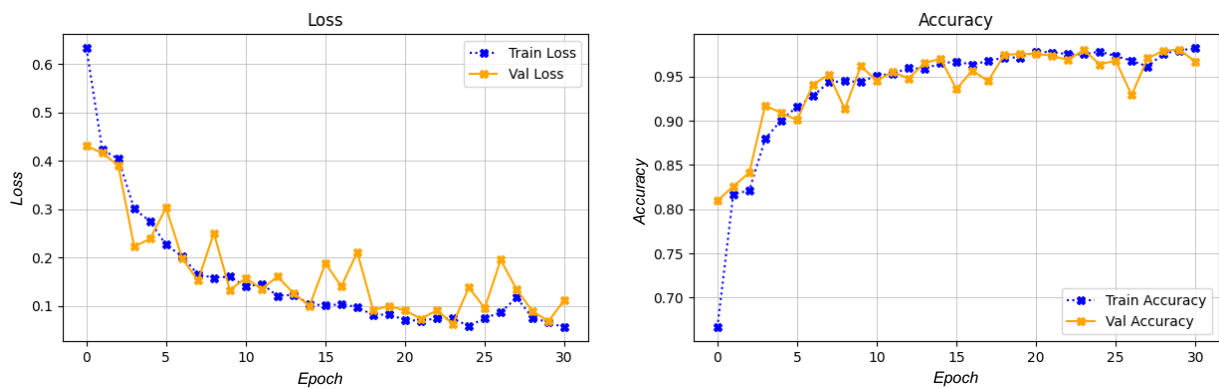 Loss
0.6
0.5
0.4
0.3
0.2
0.1
Loss
Train Loss
Val Loss
0 5 10 15 20 25 30
Epoch
Accuracy
0.95
0.90
0.85
0.80
0.75
0.70
Accuracy
Train Accuracy
Val Accuracy
0 5 10 15 20 25 30
Epoch